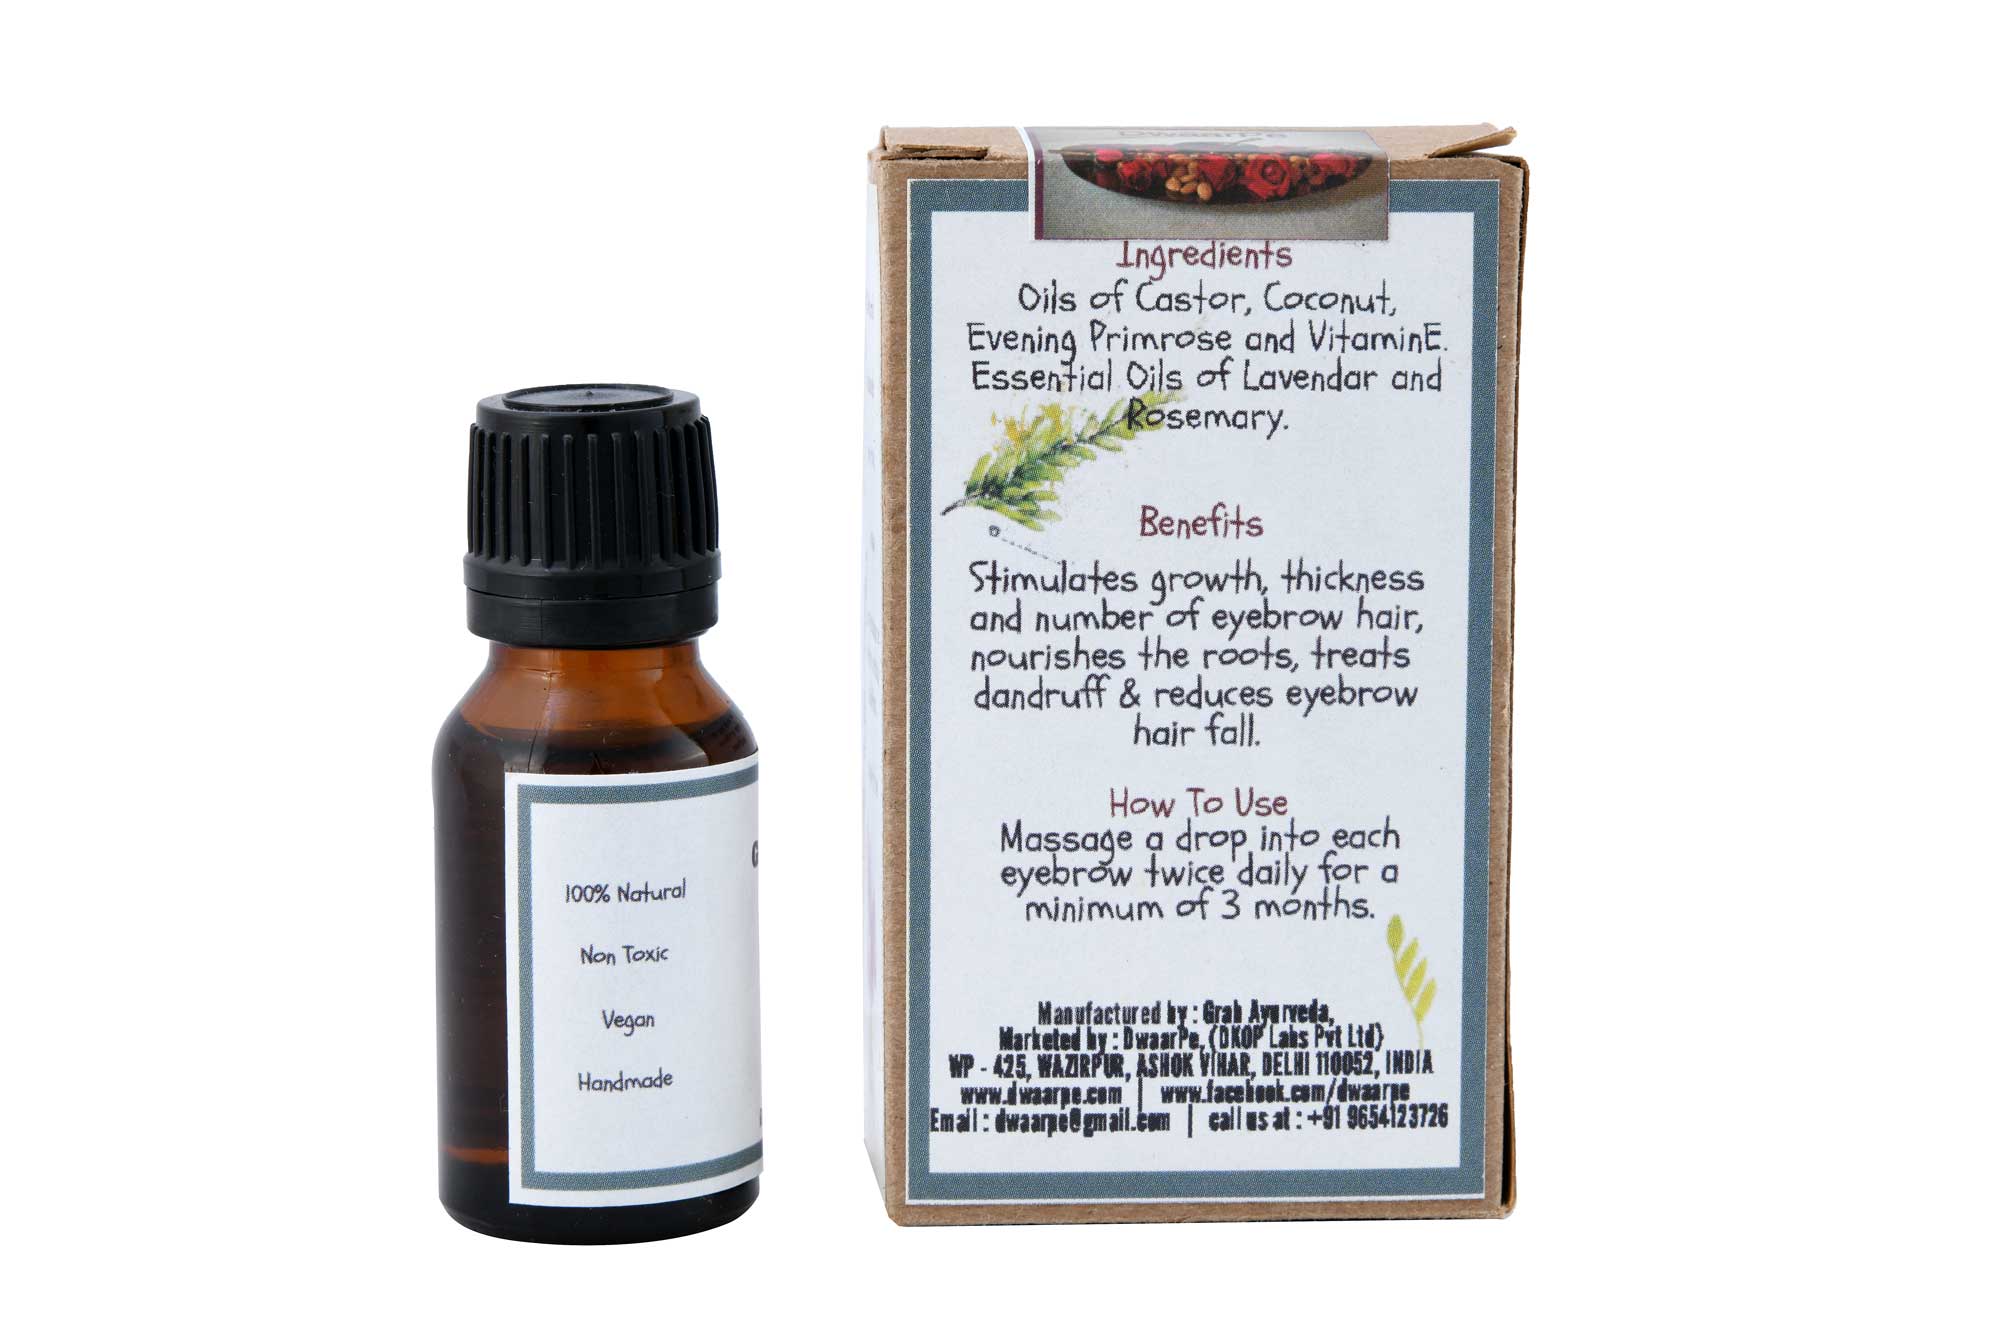 100% Natural
Non Toxic
Vegan
Handmade
DwaarPe
Ingredients
Oils of Castor, Coconut,
Evening Primrose and VitaminE.
Essential Oils of Lavendar and
Rosemary.
Benefits
Stimulates growth, thickness
and number of eyebrow hair,
nourishes the roots, treats
dandruff & reduces eyebrow
hair fall.
How To Use
Massage a drop into each
eyebrow twice daily for a
minimum of 3 months.
Manufactured by : Grah Ayurveda,
Marketed by : DwaarPe, (DKOP Labs Pvt Ltd)
WP - 425, WAZIRPUR, ASHOK VIHAR, DELHI 110052, INDIA
www.dwaarpe.com | www.facebook.com/dwaarpe
Email : dwaarpe@gmail.com | call us at : +91 9654123726